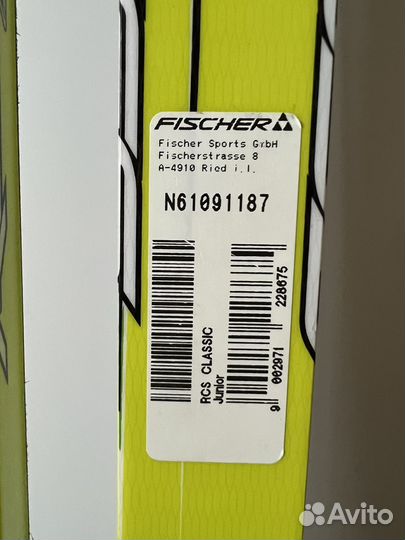 FISCHER
Fischer Sports GmbH
Fischerstrasse 8
A-4910 Ried i.I.
N61091187
RCS CLASSIC
Junior
9 002971 228675
Avito